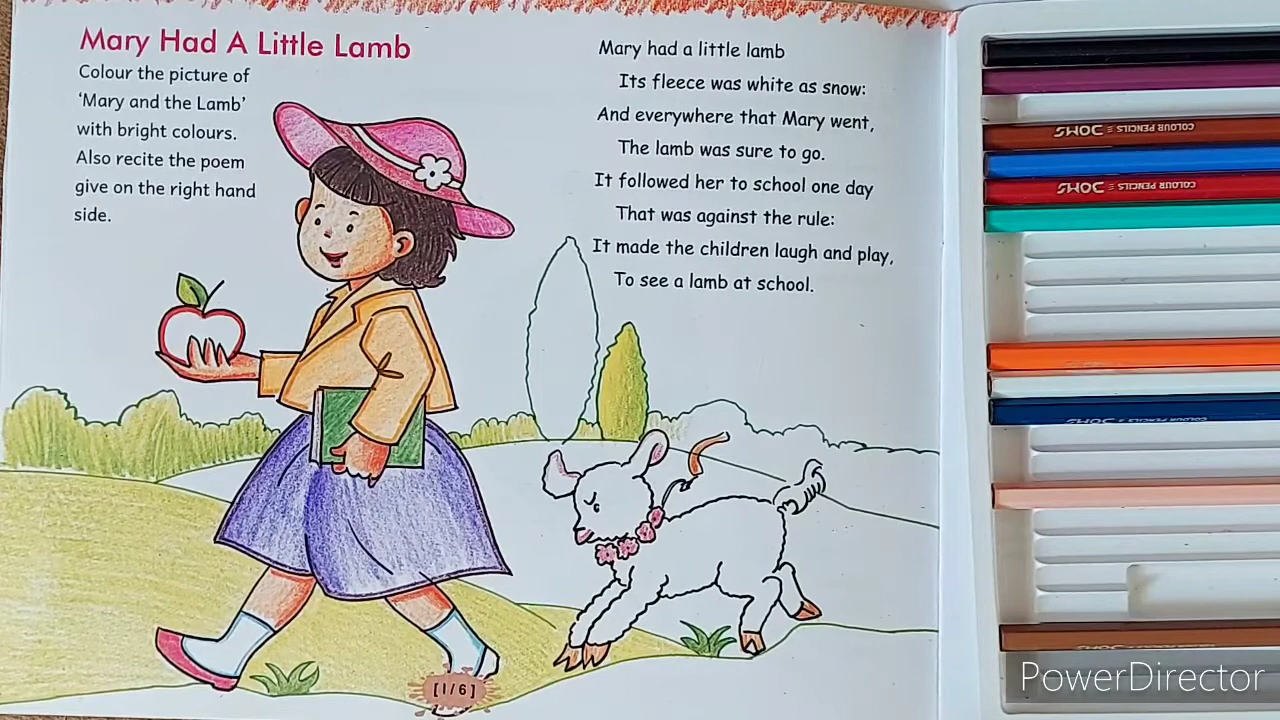 Mary Had A Little Lamb
Colour the picture of
‘Mary and the Lamb’
with bright colours.
Also recite the poem
give on the right hand
side.
Mary had a little lamb
Its fleece was white as snow:
And everywhere that Mary went,
The lamb was sure to go.
It followed her to school one day
That was against the rule:
It made the children laugh and play,
To see a lamb at school.
[1/6]
COLOUR PENCILS DOMS
COLOUR PENCILS DOMS
COLOUR PENCILS DOMS
DOMS
PowerDirector